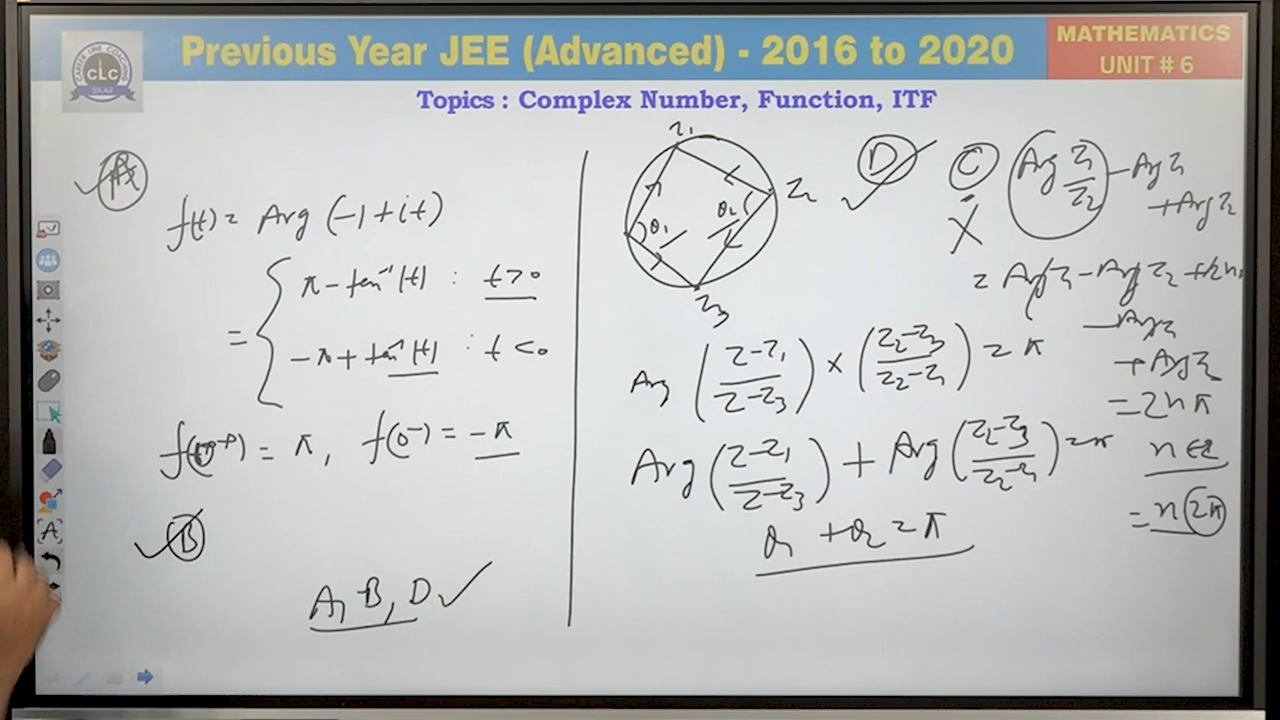 Previous Year JEE (Advanced) - 2016 to 2020
MATHEMATICS
UNIT # 6
CLC
Topics : Complex Number, Function, ITF
A
f(t) = Arg (-1+it)
= { π - tan⁻¹|t| : t>0
-π + tan⁻¹|t| : t<0
= π, f(0⁻) = -π
B
A, B, D ✓
z₁
z₂
z₃
θ₁
θ₂
D
Arg (z-z₁/z-z₃) × (z₂-z₃/z₂-z₁) = π
Arg (z-z₁/z-z₃) + Arg (z₂-z₃/z₂-z₁) = π
θ₁ + θ₂ = π
C
X
Arg z₁/z₂ - Arg z₁
+ Arg z₂
= Arg z₁ - Arg z₂ + 2n
- Arg z₁
+ Arg z₂
= 2nπ
n∈Z
= n(2π)